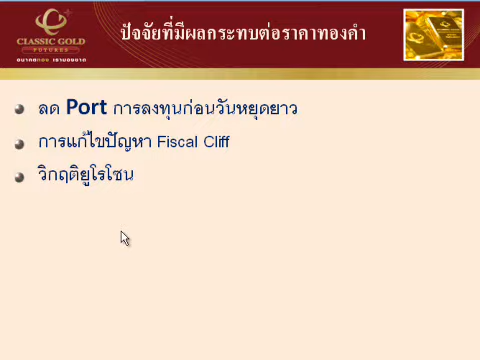 CLASSIC GOLD
FUTURES
ปัจจัยที่มีผลกระทบต่อราคาทองคำ
ลด Port การลงทุนก่อนวันหยุดยาว
การแก้ไขปัญหา Fiscal Cliff
วิกฤติยูโรโซน